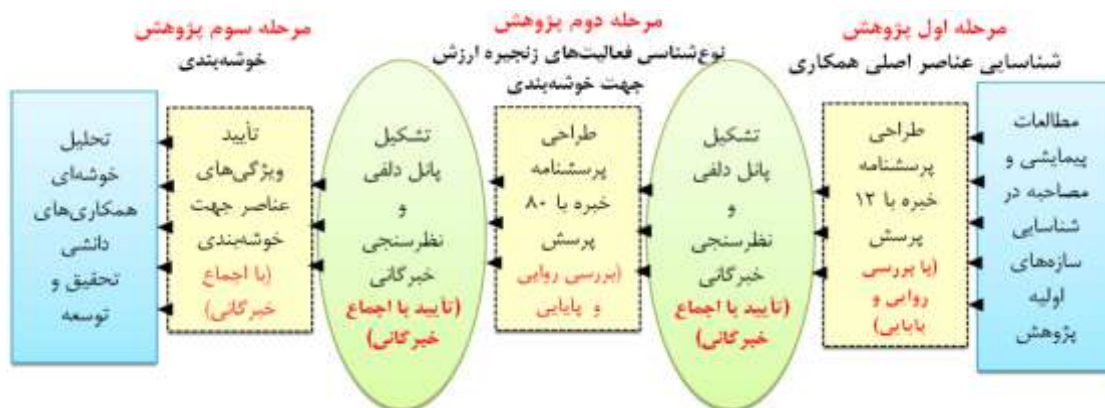 مرحله اول پژوهش
شناسایی عناصر اصلی همکاری
مرحله دوم پژوهش
نوع‌شناسی فعالیت‌های زنجیره ارزش
جهت خوشه‌بندی
مرحله سوم پژوهش
خوشه‌بندی
مطالعات
پیمایشی و
مصاحبه در
شناسایی
سازه‌های
اولیه
پژوهش
طراحی
پرسشنامه
خبره با ۱۲
پرسش
(با بررسی
روایی و
پایایی)
تشکیل
پانل دلفی
و
نظرسنجی
خبرگانی
(تأیید با اجماع
خبرگانی)
طراحی
پرسشنامه
خبره با ۸۰
پرسش
(بررسی روایی
و پایایی
تشکیل
پانل دلفی
و
نظرسنجی
خبرگانی
(تأیید با اجماع
خبرگانی)
تأیید
ویژگی‌های
عناصر جهت
خوشه‌بندی
(با اجماع
خبرگانی)
تحلیل
خوشه‌ای
همکاری‌های
دانشی
تحقیق و
توسعه